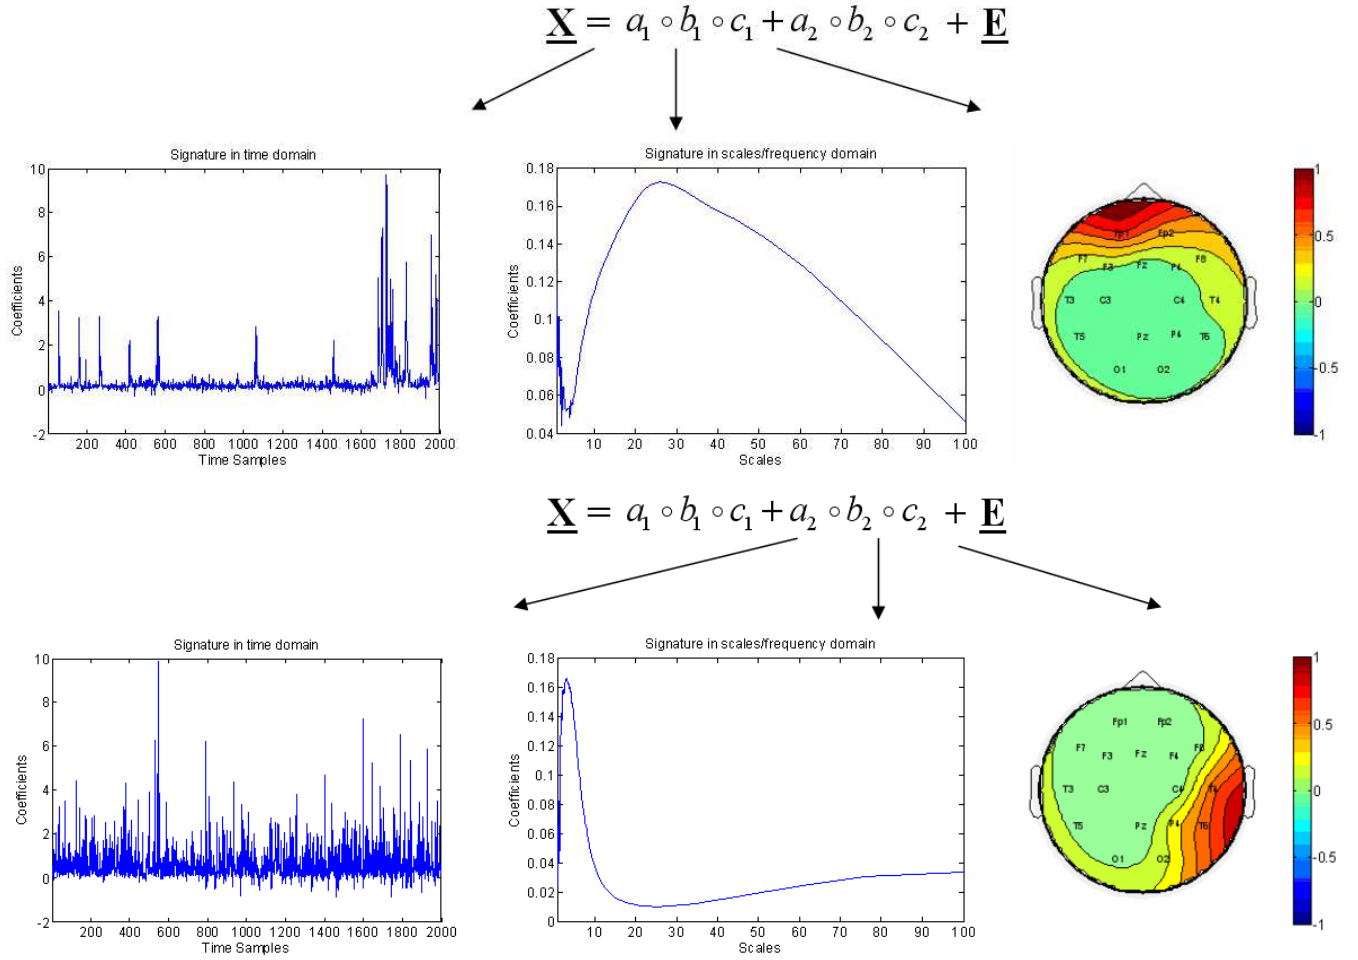 X = a₁ ∘ b₁ ∘ c₁ + a₂ ∘ b₂ ∘ c₂ + E
Signature in time domain
10
8
6
4
2
0
-2
Coefficients
200 400 600 800 1000 1200 1400 1600 1800 2000
Time Samples
Signature in scales/frequency domain
0.18
0.16
0.14
0.12
0.1
0.08
0.06
0.04
Coefficients
10 20 30 40 50 60 70 80 90 100
Scales
Fp1 Fp2
F7 F3 Fz F4 F8
T3 C3 C4 T4
T5 Pz P4 T6
O1 O2
1
0.5
0
-0.5
-1
X = a₁ ∘ b₁ ∘ c₁ + a₂ ∘ b₂ ∘ c₂ + E
Signature in time domain
10
8
6
4
2
0
-2
Coefficients
200 400 600 800 1000 1200 1400 1600 1800 2000
Time Samples
Signature in scales/frequency domain
0.18
0.16
0.14
0.12
0.1
0.08
0.06
0.04
0.02
0
Coefficients
10 20 30 40 50 60 70 80 90 100
Scales
Fp1 Fp2
F7 F3 Fz F4 F8
T3 C3 C4 T4
T5 Pz P4 T6
O1 O2
1
0.5
0
-0.5
-1